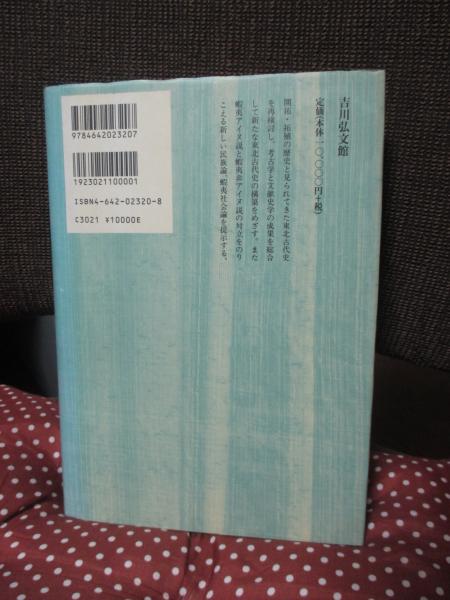 吉川弘文館
定価(本体一〇、〇〇〇円+税)
開拓・拓殖の歴史と見られてきた東北古代史
を再検討し、考古学と文献史学の成果を総合
して新たな東北古代史の構築をめざす。また
蝦夷アイヌ説と蝦夷非アイヌ説の対立をのり
こえる新しい民族論、蝦夷社会論を提示する。
9784642023207
1923021100001
ISBN4-642-02320-8
C3021 ¥10000E